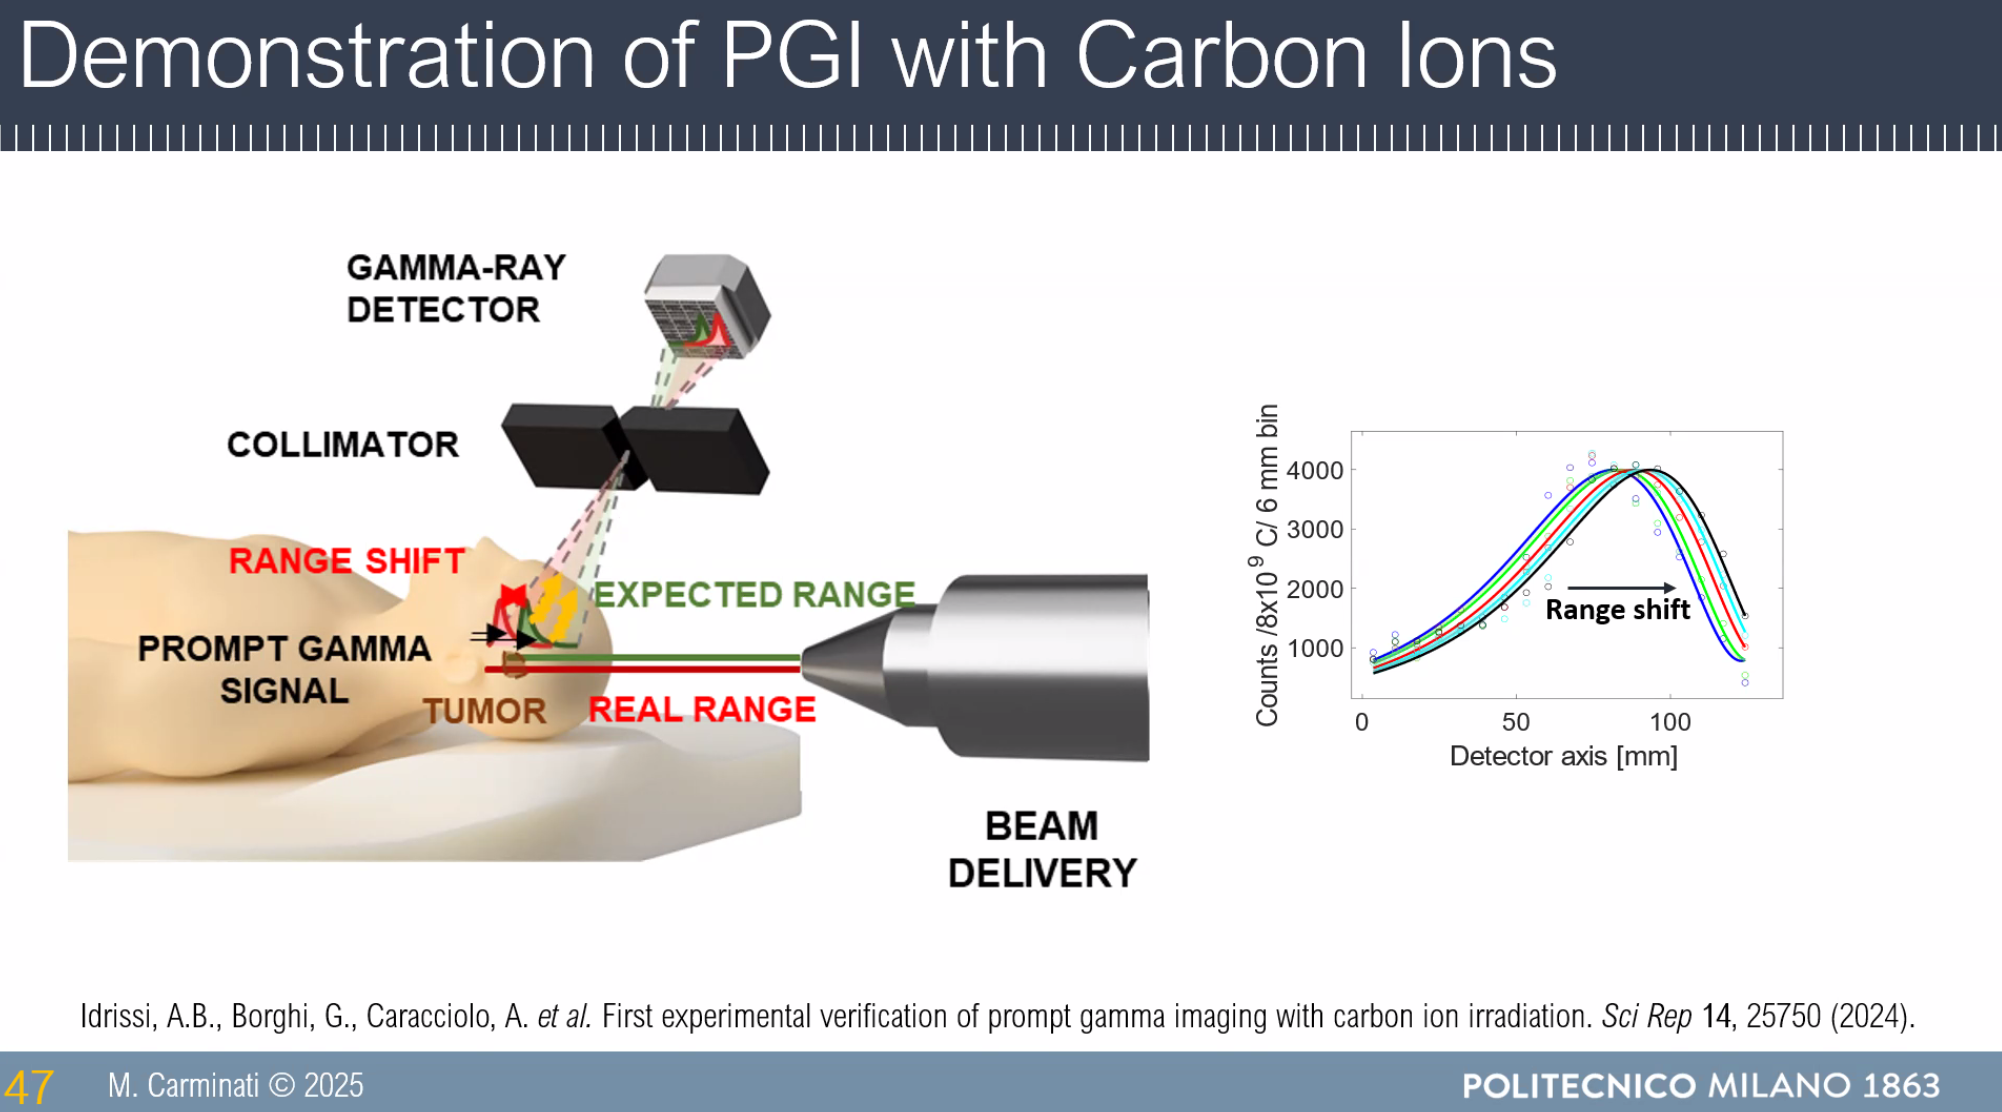 Demonstration of PGI with Carbon Ions
GAMMA-RAY
DETECTOR
COLLIMATOR
RANGE SHIFT
EXPECTED RANGE
PROMPT GAMMA
SIGNAL
TUMOR
REAL RANGE
BEAM
DELIVERY
Counts /8x10^9 C/ 6 mm bin
4000
3000
2000
1000
Range shift
0 50 100
Detector axis [mm]
Idrissi, A.B., Borghi, G., Caracciolo, A. et al. First experimental verification of prompt gamma imaging with carbon ion irradiation. Sci Rep 14, 25750 (2024).
47 M. Carminati © 2025 POLITECNICO MILANO 1863